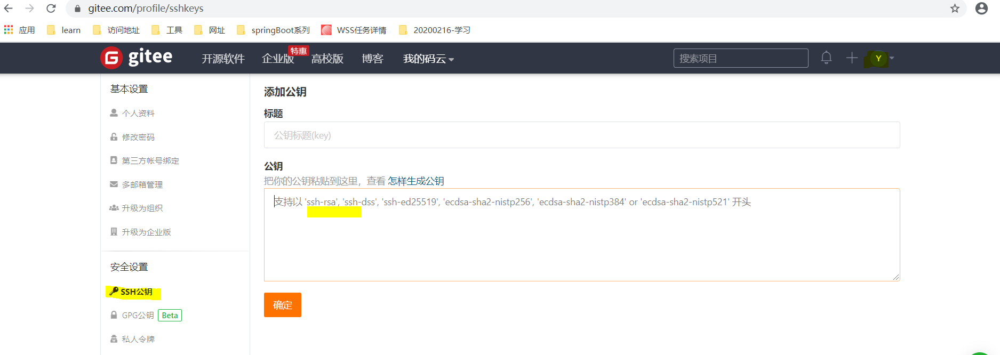 gitee.com/profile/sshkeys
应用 learn 访问地址 工具 网址 springBoot系列 WSS任务详情 20200216-学习
G gitee 开源软件 企业版 特惠 高校版 博客 我的码云 搜索项目 Y
基本设置
个人资料
修改密码
第三方帐号绑定
多邮箱管理
升级为组织
升级为企业版
安全设置
SSH公钥
GPG公钥 Beta
私人令牌
添加公钥
标题
公钥标题(key)
公钥
把你的公钥粘贴到这里，查看 怎样生成公钥
支持以 'ssh-rsa', 'ssh-dss', 'ssh-ed25519', 'ecdsa-sha2-nistp256', 'ecdsa-sha2-nistp384' or 'ecdsa-sha2-nistp521' 开头
确定